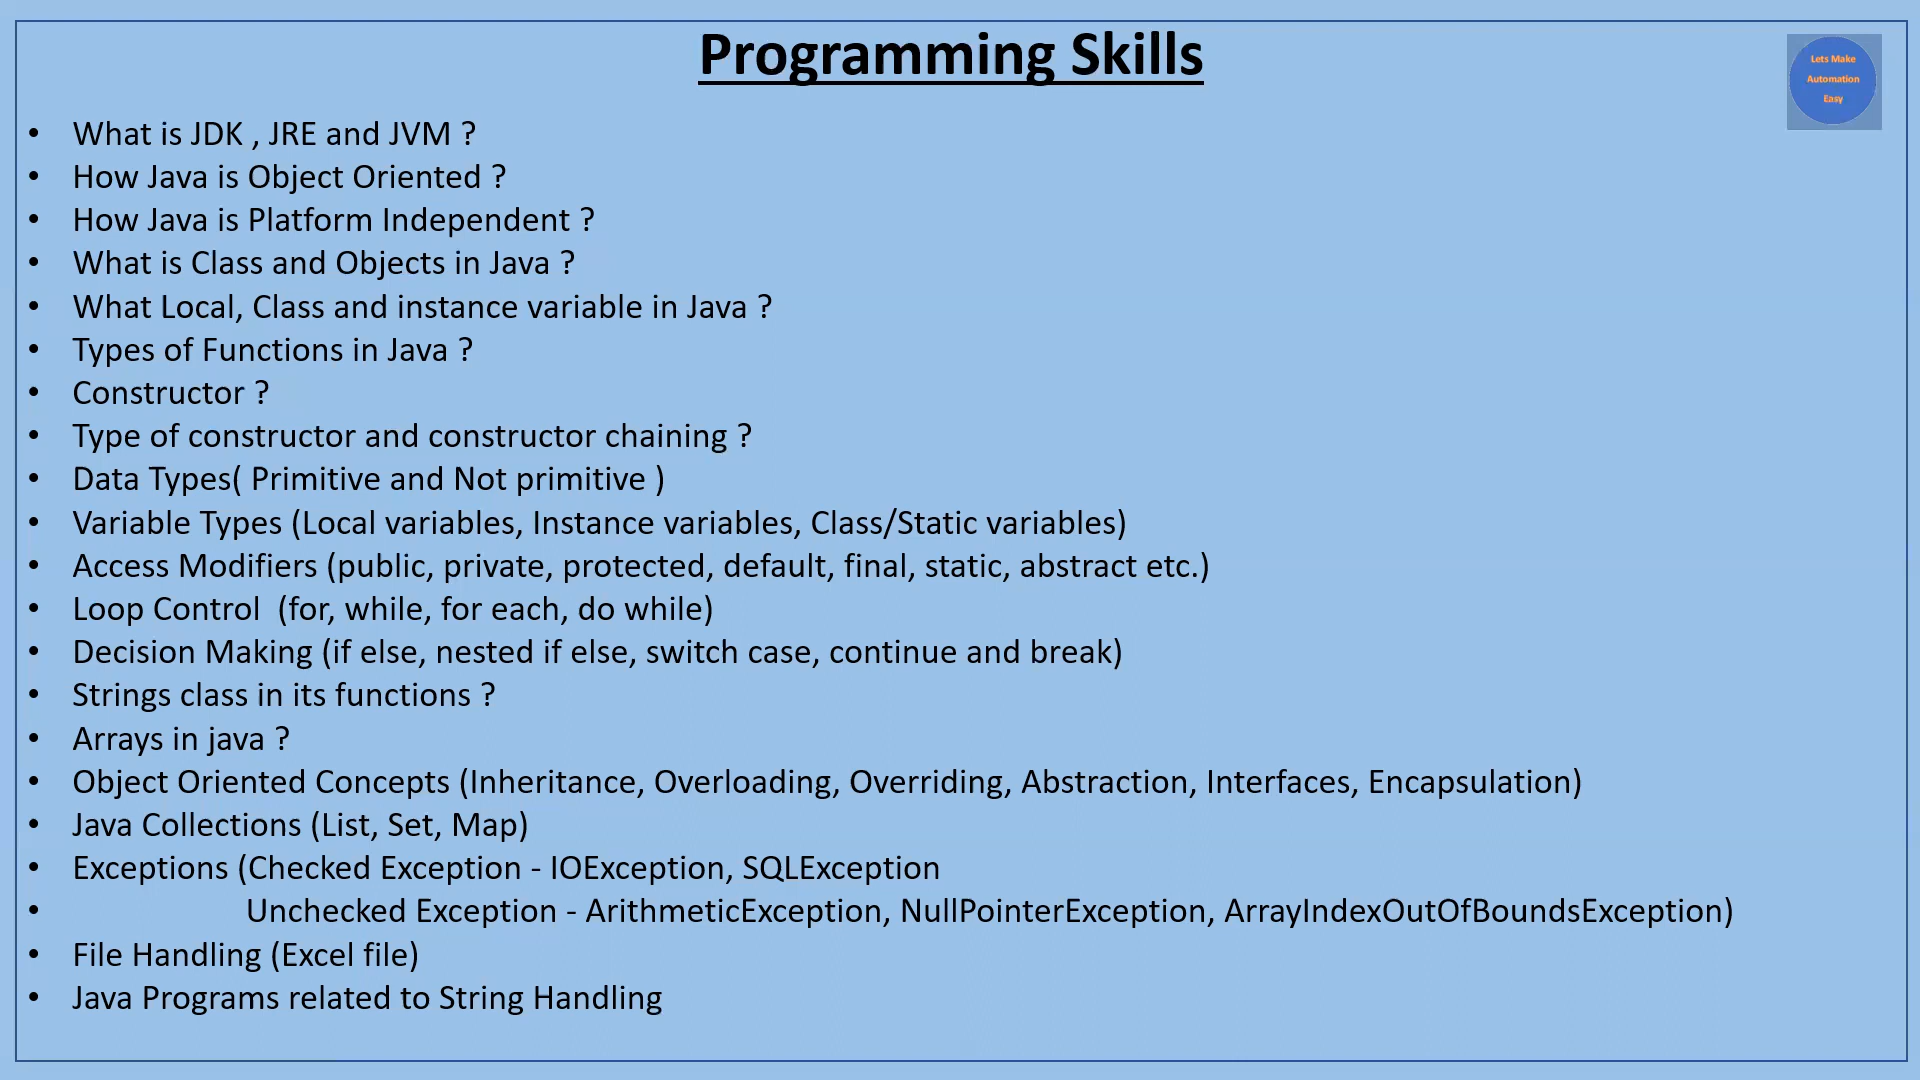 Programming Skills
Lets Make
Automation
Easy
• What is JDK , JRE and JVM ?
• How Java is Object Oriented ?
• How Java is Platform Independent ?
• What is Class and Objects in Java ?
• What Local, Class and instance variable in Java ?
• Types of Functions in Java ?
• Constructor ?
• Type of constructor and constructor chaining ?
• Data Types( Primitive and Not primitive )
• Variable Types (Local variables, Instance variables, Class/Static variables)
• Access Modifiers (public, private, protected, default, final, static, abstract etc.)
• Loop Control  (for, while, for each, do while)
• Decision Making (if else, nested if else, switch case, continue and break)
• Strings class in its functions ?
• Arrays in java ?
• Object Oriented Concepts (Inheritance, Overloading, Overriding, Abstraction, Interfaces, Encapsulation)
• Java Collections (List, Set, Map)
• Exceptions (Checked Exception - IOException, SQLException
• Unchecked Exception - ArithmeticException, NullPointerException, ArrayIndexOutOfBoundsException)
• File Handling (Excel file)
• Java Programs related to String Handling